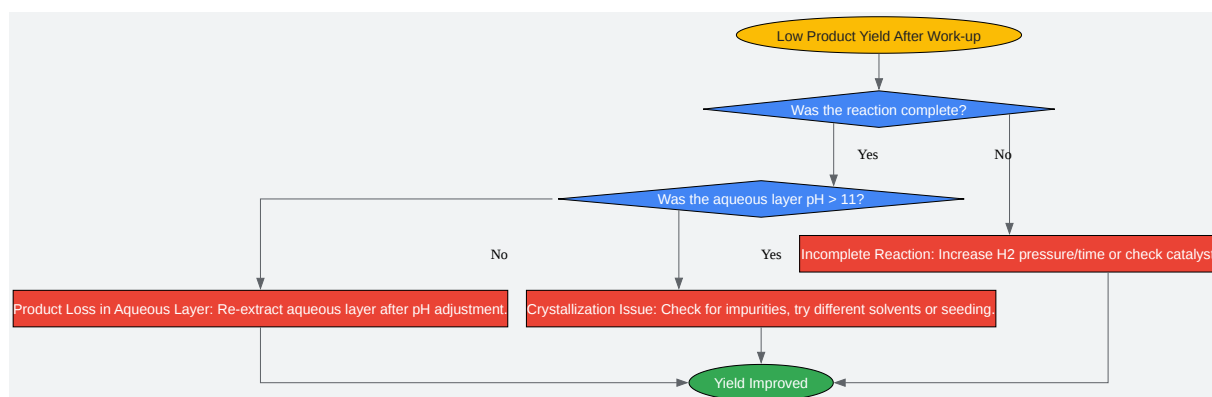 Low Product Yield After Work-up
Was the reaction complete?
Yes
No
Was the aqueous layer pH > 11?
No
Yes
Incomplete Reaction: Increase H2 pressure/time or check catalyst
Product Loss in Aqueous Layer: Re-extract aqueous layer after pH adjustment.
Crystallization Issue: Check for impurities, try different solvents or seeding.
Yield Improved